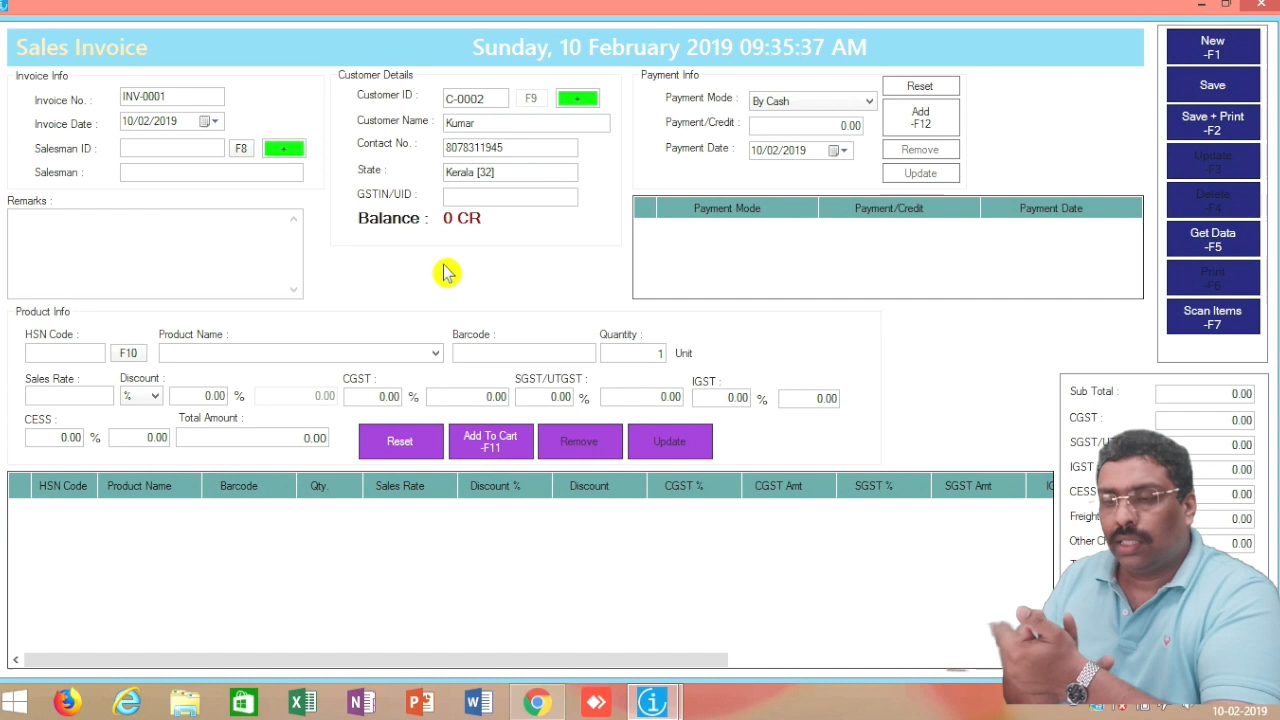 Sales Invoice
Sunday, 10 February 2019 09:35:37 AM
Invoice Info
Invoice No. : INV-0001
Invoice Date : 10/02/2019
Salesman ID : F8 +
Salesman :
Remarks :
Customer Details
Customer ID : C-0002 F9 +
Customer Name : Kumar
Contact No. : 8078311945
State : Kerala [32]
GSTIN/UID :
Balance : 0 CR
Payment Info
Payment Mode : By Cash
Payment/Credit : 0.00
Payment Date : 10/02/2019
Reset
Add
-F12
Remove
Update
Payment Mode Payment/Credit Payment Date
New
-F1
Save
Save + Print
-F2
Update
-F3
Delete
-F4
Get Data
-F5
Print
-F6
Scan Items
-F7
Product Info
HSN Code : Product Name : Barcode : Quantity :
F10 1 Unit
Sales Rate : Discount : CGST : SGST/UTGST : IGST :
% 0.00 % 0.00 0.00 % 0.00 0.00 % 0.00 0.00 % 0.00
CESS : Total Amount :
0.00 % 0.00 0.00
Reset
Add To Cart
-F11
Remove
Update
HSN Code Product Name Barcode Qty. Sales Rate Discount % Discount CGST % CGST Amt SGST % SGST Amt
Sub Total : 0.00
CGST : 0.00
SGST/U 0.00
IGST 0.00
CESS 0.00
Freight 0.00
Other C 0.00
10-02-2019